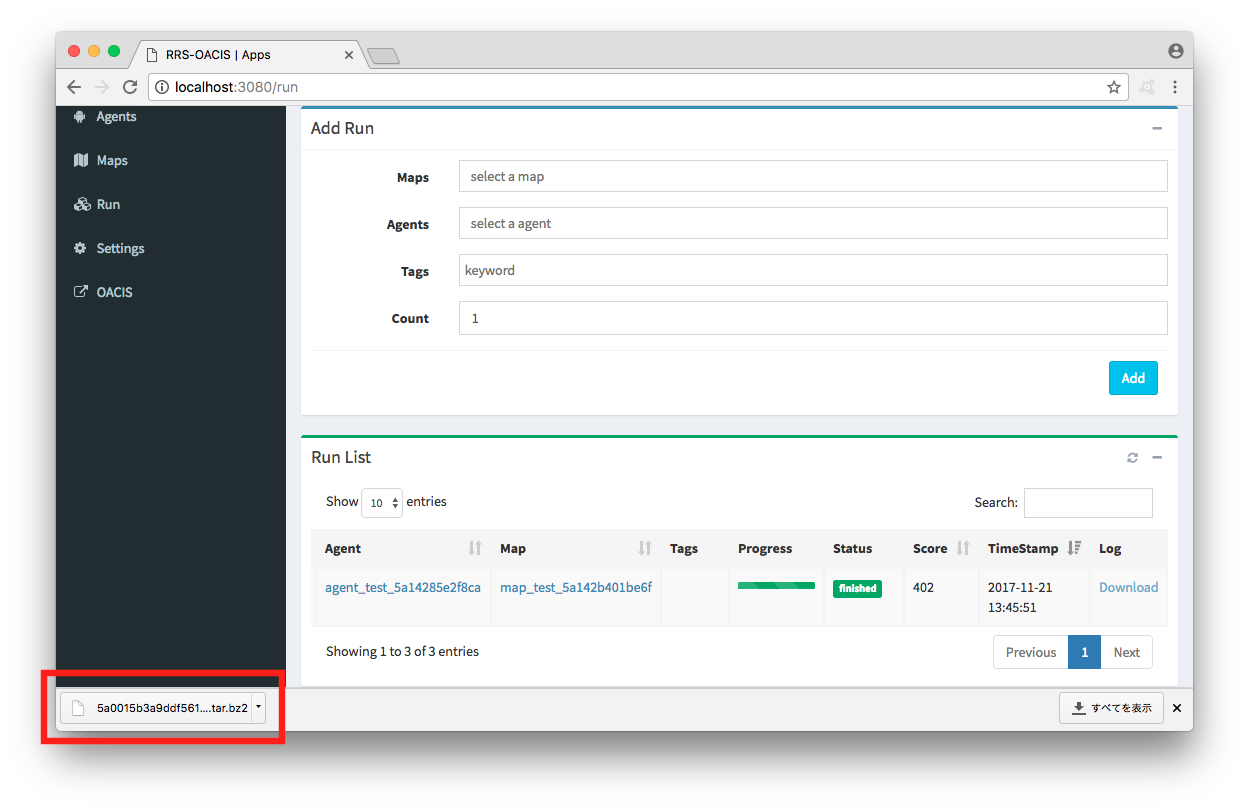 RRS-OACIS | Apps
localhost:3080/run
Agents
Maps
Run
Settings
OACIS
Add Run
Maps
select a map
Agents
select a agent
Tags
keyword
Count
1
Add
Run List
Show 10 entries
Search:
Agent Map Tags Progress Status Score TimeStamp Log
agent_test_5a14285e2f8ca map_test_5a142b401be6f finished 402 2017-11-21 Download
13:45:51
Showing 1 to 3 of 3 entries
Previous 1 Next
5a0015b3a9ddf561....tar.bz2
すべてを表示